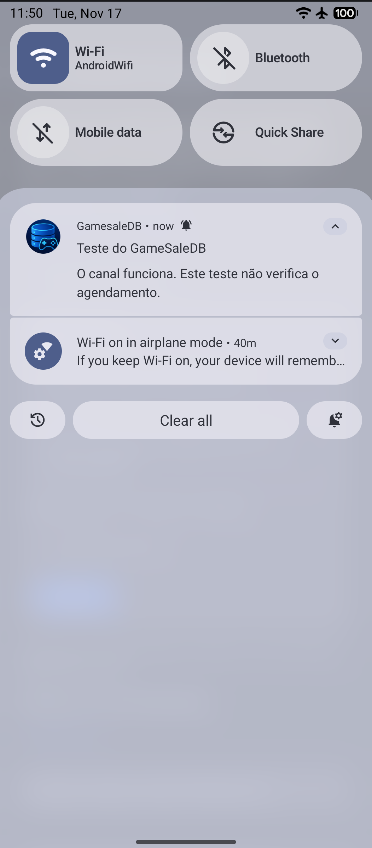 11:50 Tue, Nov 17
100
Wi-Fi
AndroidWifi
Bluetooth
Mobile data
Quick Share
GamesaleDB • now
Teste do GameSaleDB
O canal funciona. Este teste não verifica o
agendamento.
Wi-Fi on in airplane mode • 40m
If you keep Wi-Fi on, your device will rememb…
Clear all